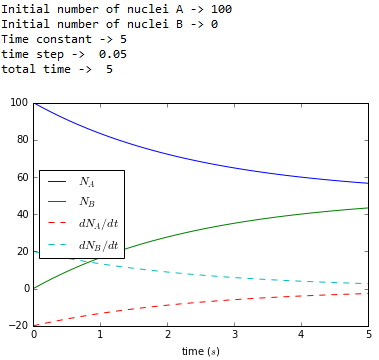 Initial number of nuclei A -> 100
Initial number of nuclei B -> 0
Time constant -> 5
time step ->  0.05
total time ->  5
100
80
60
40
20
0
−20
N_A
N_B
dN_A/dt
dN_B/dt
0 1 2 3 4 5
time (s)